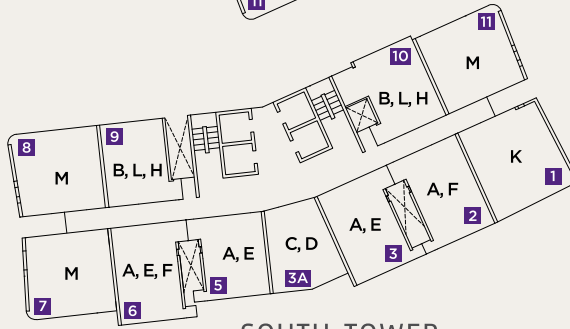 11
11
M
10
B, L, H
9
B, L, H
8
M
K
1
A, F
2
A, E
3
C, D
3A
A, E
5
A, E, F
6
M
7
SOUTH TOWER